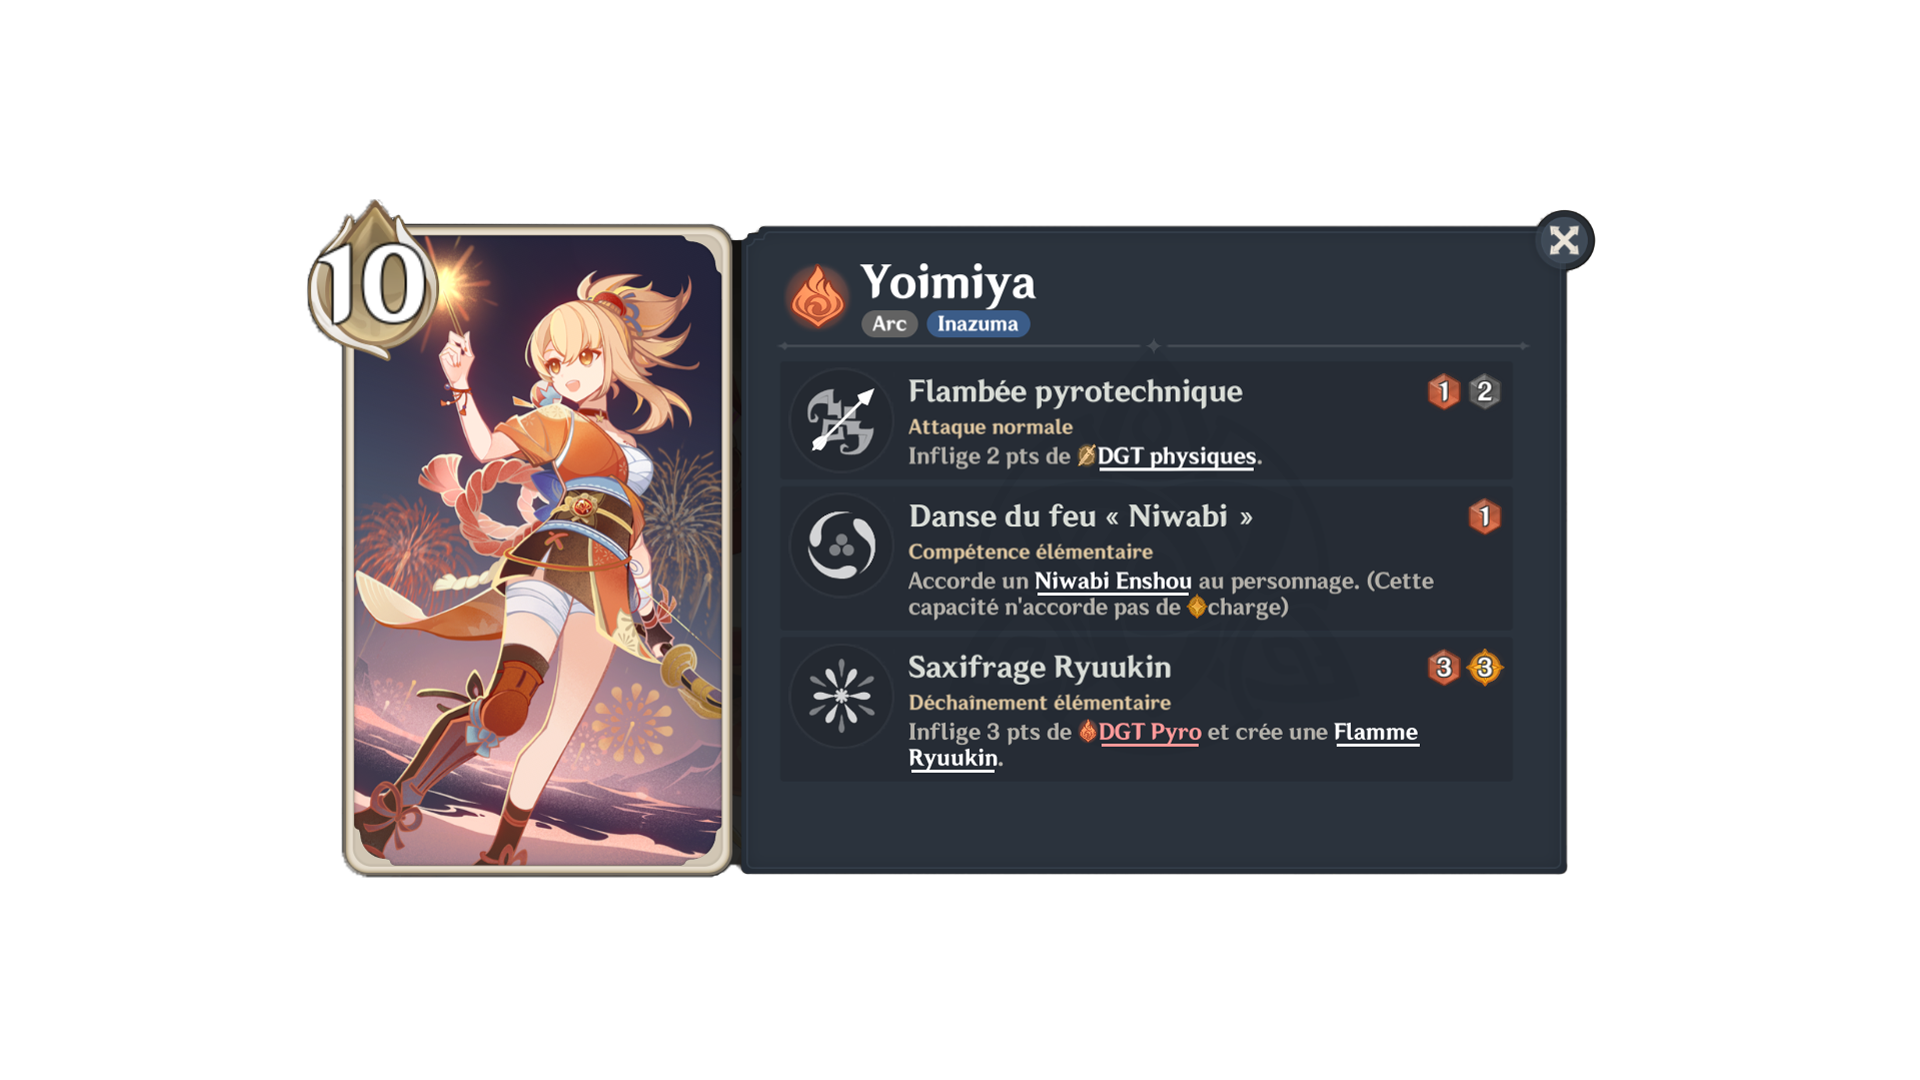 10
Yoimiya
Arc Inazuma
Flambée pyrotechnique 1 2
Attaque normale
Inflige 2 pts de DGT physiques.
Danse du feu « Niwabi » 1
Compétence élémentaire
Accorde un Niwabi Enshou au personnage. (Cette
capacité n'accorde pas de charge)
Saxifrage Ryuukin 3 3
Déchaînement élémentaire
Inflige 3 pts de DGT Pyro et crée une Flamme
Ryuukin.